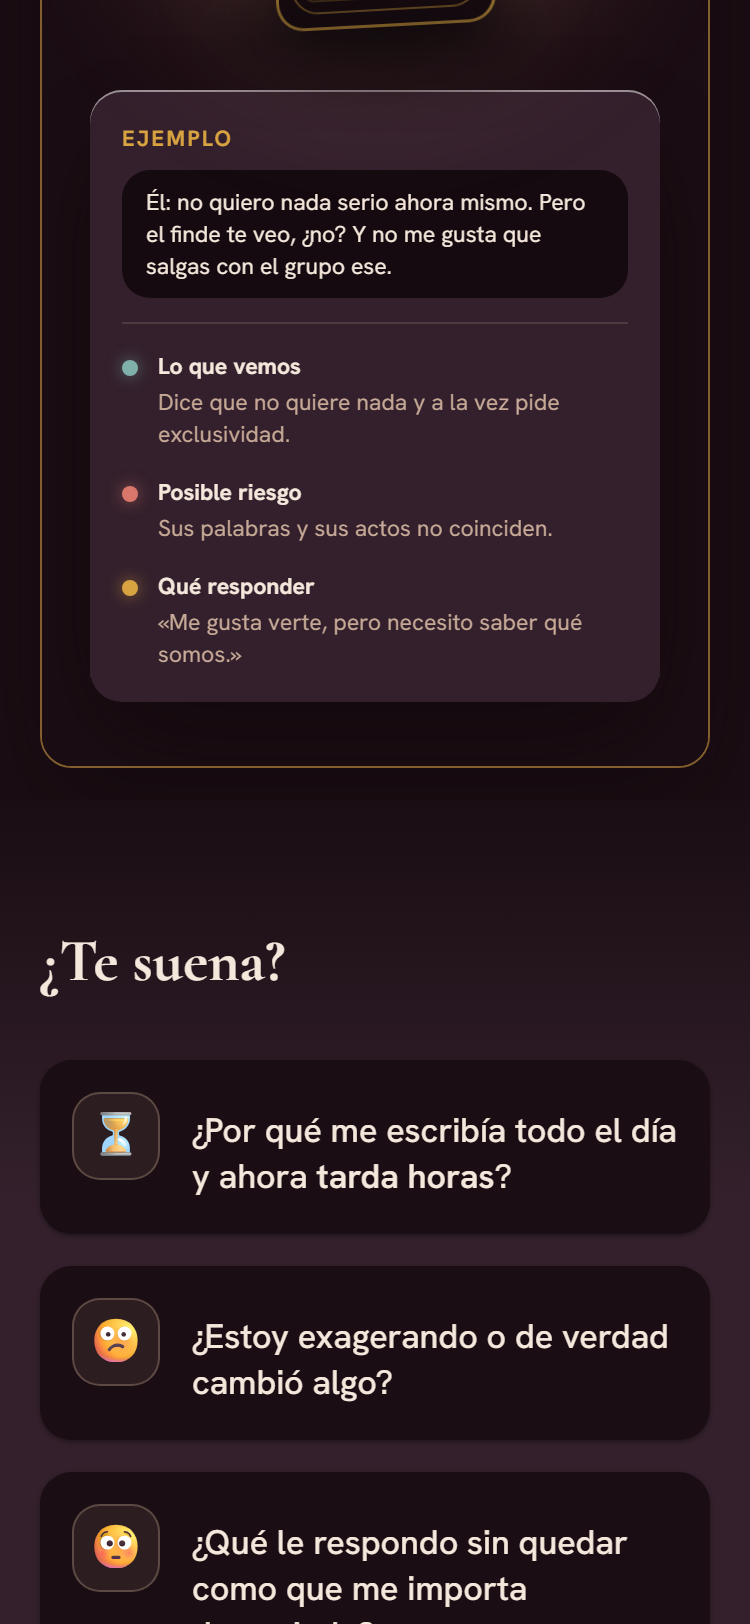 EJEMPLO
Él: no quiero nada serio ahora mismo. Pero
el finde te veo, ¿no? Y no me gusta que
salgas con el grupo ese.
Lo que vemos
Dice que no quiere nada y a la vez pide
exclusividad.
Posible riesgo
Sus palabras y sus actos no coinciden.
Qué responder
«Me gusta verte, pero necesito saber qué
somos.»
¿Te suena?
¿Por qué me escribía todo el día
y ahora tarda horas?
¿Estoy exagerando o de verdad
cambió algo?
¿Qué le respondo sin quedar
como que me importa